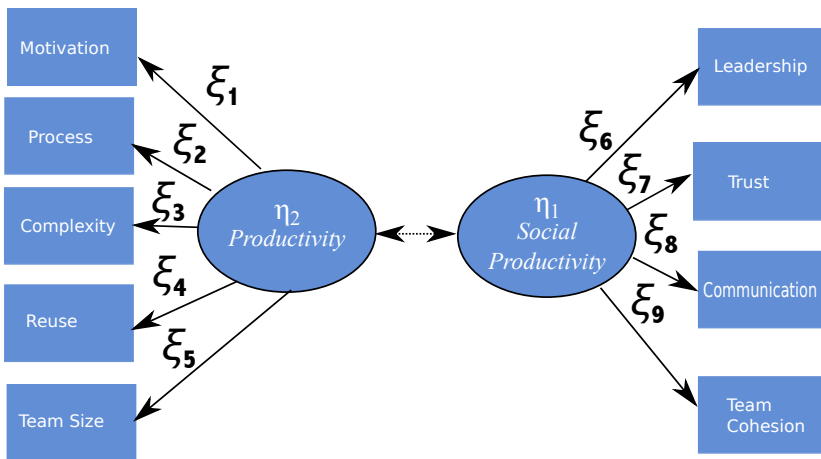 Motivation
Process
Complexity
Reuse
Team Size
ξ1
ξ2
ξ3
ξ4
ξ5
η2
Productivity
η1
Social
Productivity
ξ6
ξ7
ξ8
ξ9
Leadership
Trust
Communication
Team
Cohesion